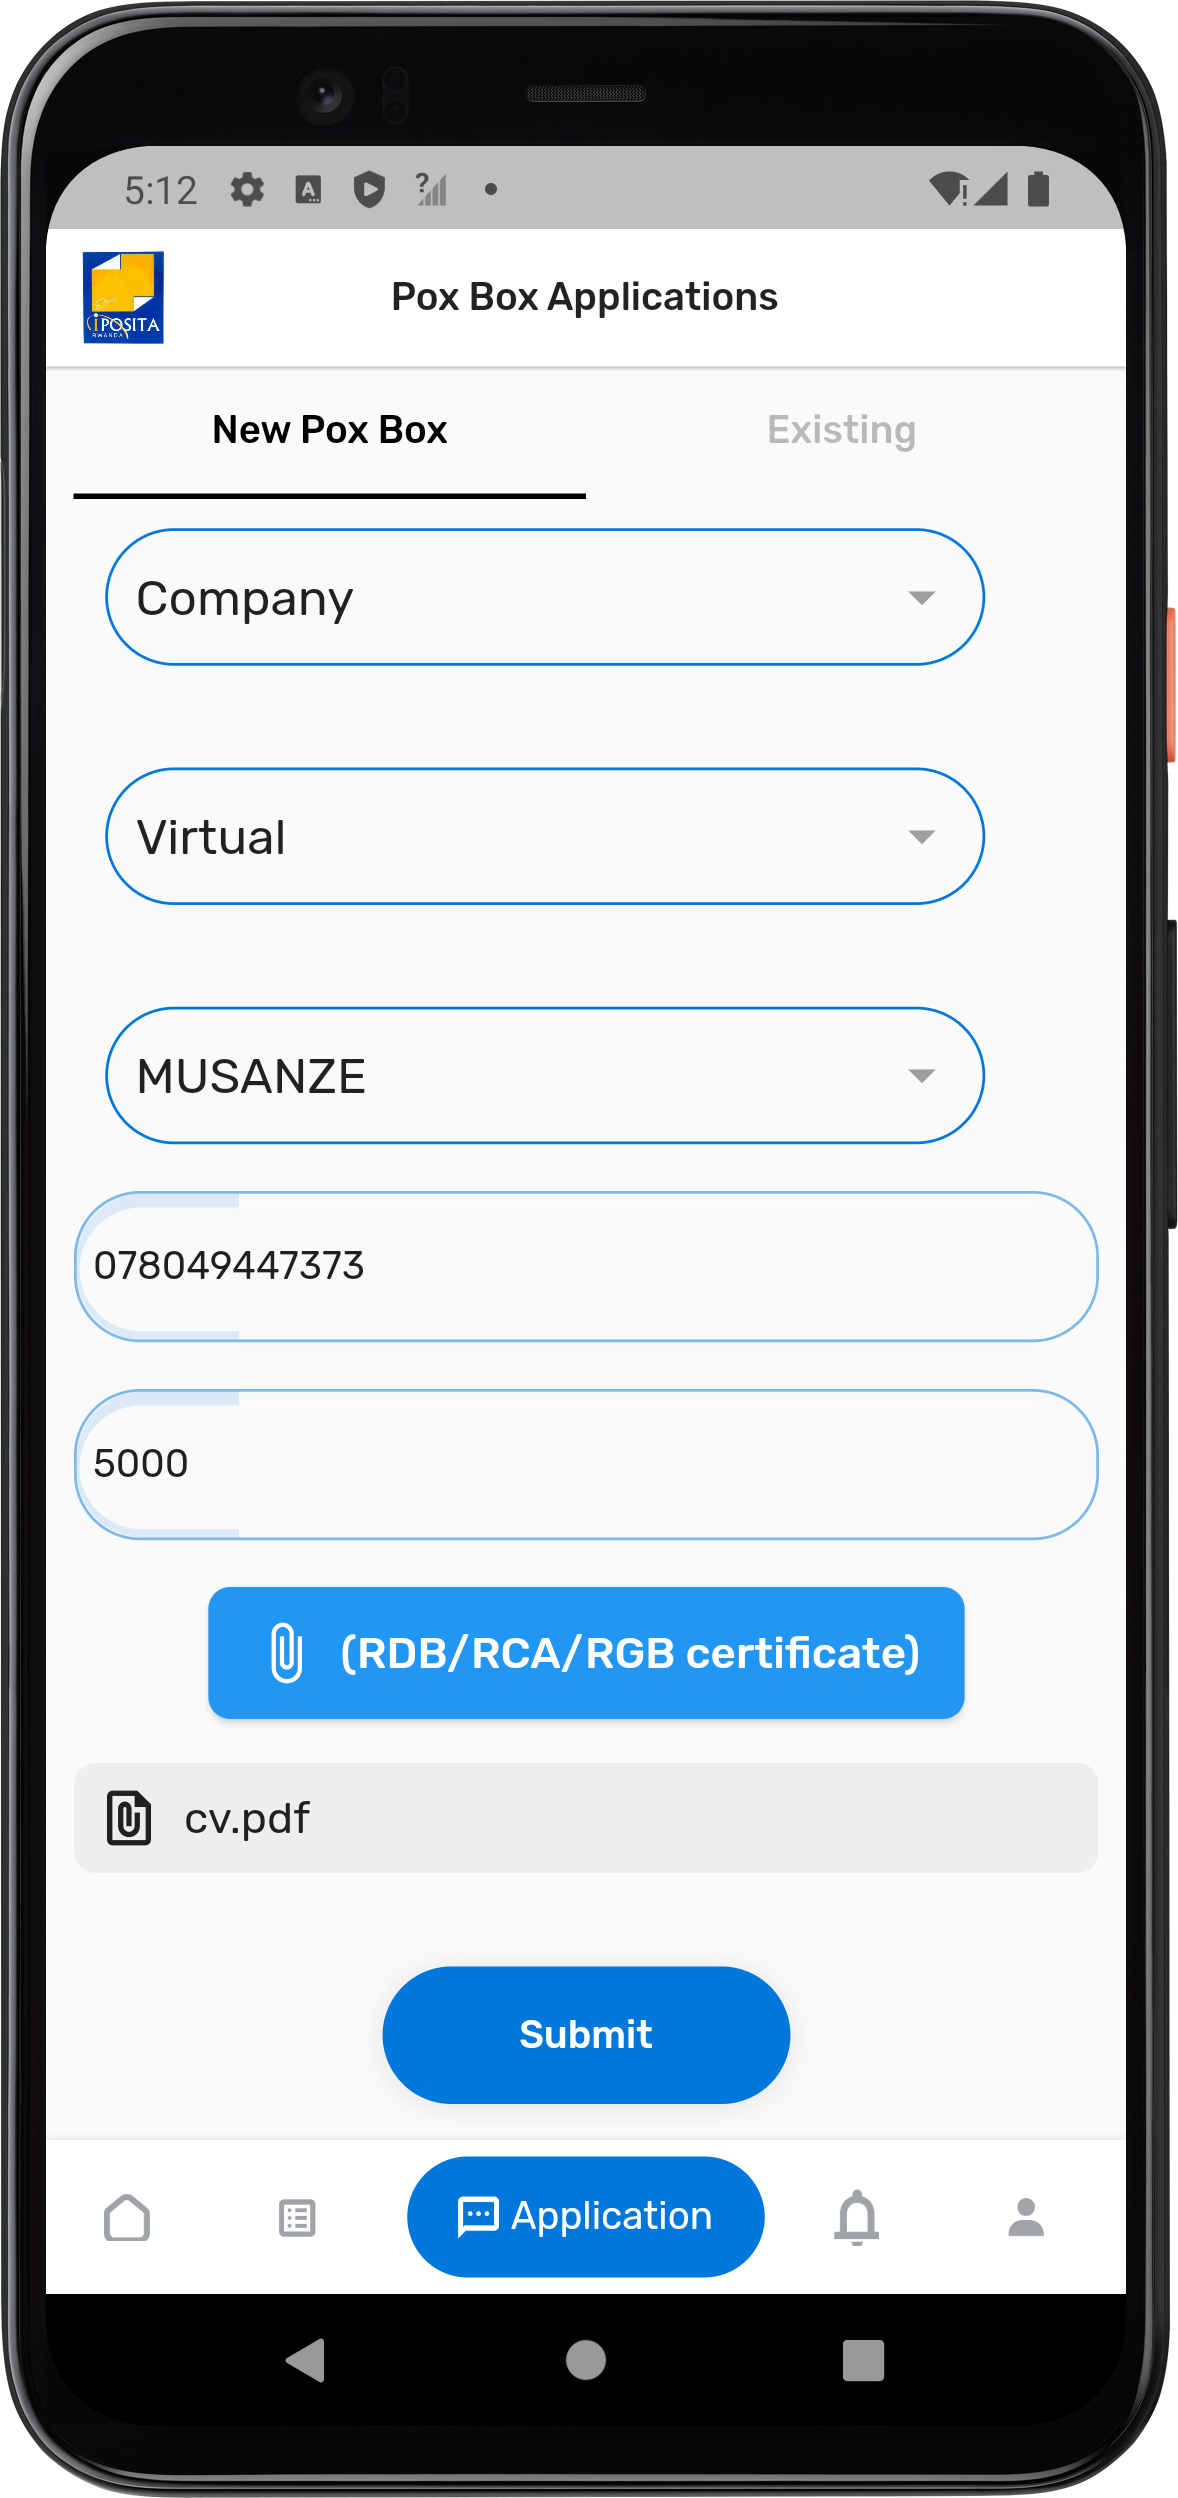 5:12
iPOSITA
RWANDA
Pox Box Applications
New Pox Box
Existing
Company
Virtual
MUSANZE
078049447373
5000
(RDB/RCA/RGB certificate)
cv.pdf
Submit
Application